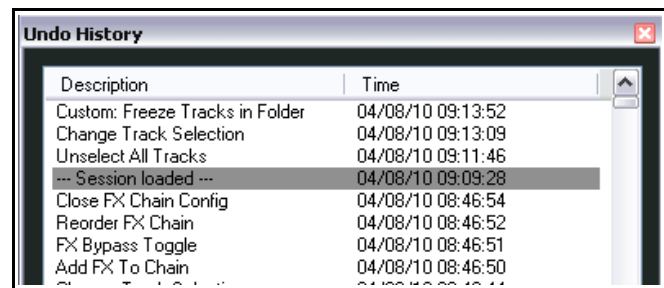 Undo History
Description Time
Custom: Freeze Tracks in Folder 04/08/10 09:13:52
Change Track Selection 04/08/10 09:13:09
Unselect All Tracks 04/08/10 09:11:46
--- Session loaded --- 04/08/10 09:09:28
Close FX Chain Config 04/08/10 08:46:54
Reorder FX Chain 04/08/10 08:46:52
FX Bypass Toggle 04/08/10 08:46:51
Add FX To Chain 04/08/10 08:46:50